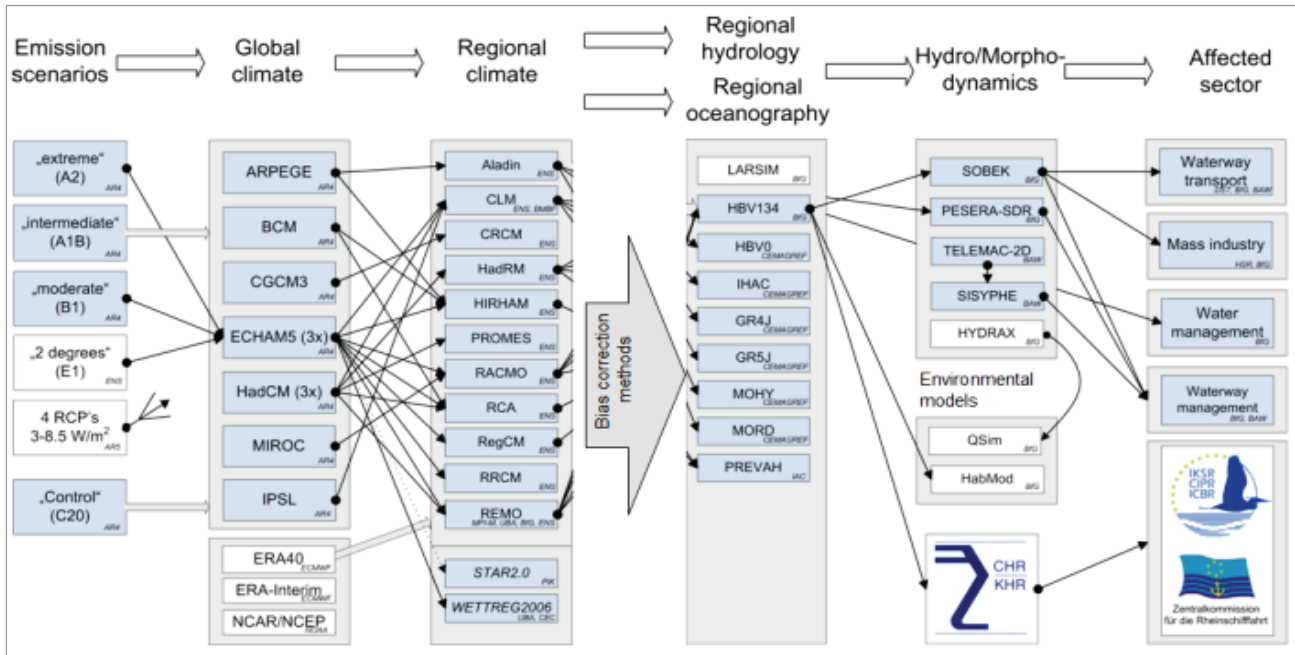 Emission
scenarios
Global
climate
Regional
climate
Regional
hydrology
Regional
oceanography
Hydro/Morpho-
dynamics
Affected
sector
„extreme“
(A2)
AR4
„intermediate“
(A1B)
AR4
„moderate“
(B1)
AR4
„2 degrees“
(E1)
ENS
4 RCP's
3-8.5 W/m²
AR5
„Control“
(C20)
AR4
ARPEGE
AR4
BCM
AR4
CGCM3
AR4
ECHAM5 (3x)
AR4
HadCM (3x)
AR4
MIROC
AR4
IPSL
AR4
ERA40
ECMWF
ERA-Interim
ECMWF
NCAR/NCEP
NOAA
Aladin
ENS
CLM
ENS, BMBF
CRCM
ENS
HadRM
ENS
HIRHAM
ENS
PROMES
ENS
RACMO
ENS
RCA
ENS
RegCM
ENS
RRCM
ENS
REMO
MPI-M, UBA, BfG, ENS
STAR2.0
PIK
WETTREG2006
UBA, CEC
Bias correction
methods
LARSIM
BfG
HBV134
BfG
HBV0
CEMAGREF
IHAC
CEMAGREF
GR4J
CEMAGREF
GR5J
CEMAGREF
MOHY
CEMAGREF
MORD
CEMAGREF
PREVAH
IAC
SOBEK
BfG
PESERA-SDR
BfG
TELEMAC-2D
BAW
SISYPHE
BAW
HYDRAX
BfG
Environmental
models
QSim
BfG
HabMod
BfG
CHR
KHR
Waterway
transport
DST, BfG, BAW
Mass industry
HSR, BfG
Water
management
BfG
Waterway
management
BfG, BAW
IKSR
CIPR
ICBR
Zentralkommission
für die Rheinschifffahrt